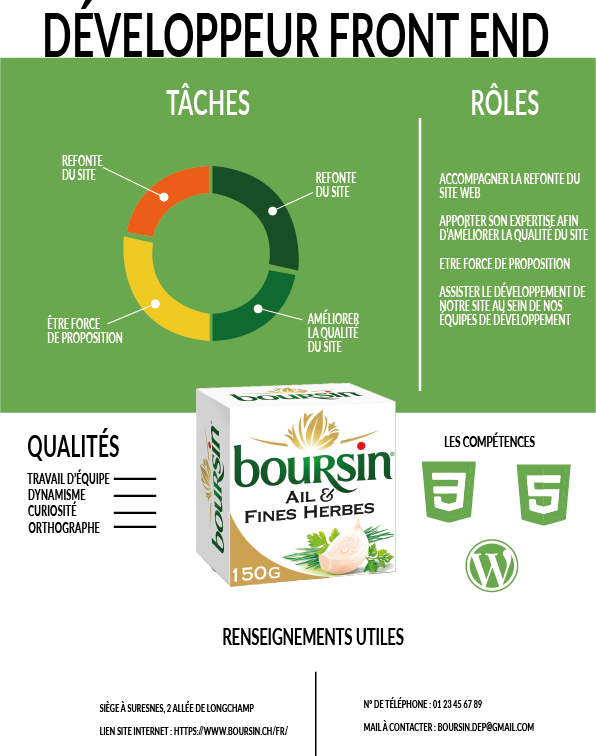 DÉVELOPPEUR FRONT END
TÂCHES
REFONTE
DU SITE
REFONTE
DU SITE
ÊTRE FORCE
DE PROPOSITION
AMÉLIORER
LA QUALITÉ
DU SITE
RÔLES
ACCOMPAGNER LA REFONTE DU
SITE WEB
APPORTER SON EXPERTISE AFIN
D'AMÉLIORER LA QUALITÉ DU SITE
ETRE FORCE DE PROPOSITION
ASSISTER LE DÉVELOPPEMENT DE
NOTRE SITE AU SEIN DE NOS
ÉQUIPES DE DÉVELOPPEMENT
QUALITÉS
TRAVAIL D'ÉQUIPE
DYNAMISME
CURIOSITÉ
ORTHOGRAPHE
boursin
boursin
boursin®
AIL &
FINES HERBES
150G
LES COMPÉTENCES
3
5
W
RENSEIGNEMENTS UTILES
SIÈGE À SURESNES, 2 ALLÉE DE LONGCHAMP
LIEN SITE INTERNET : HTTPS://WWW.BOURSIN.CH/FR/
N° DE TÉLÉPHONE : 01 23 45 67 89
MAIL À CONTACTER : BOURSIN.DEP@GMAIL.COM